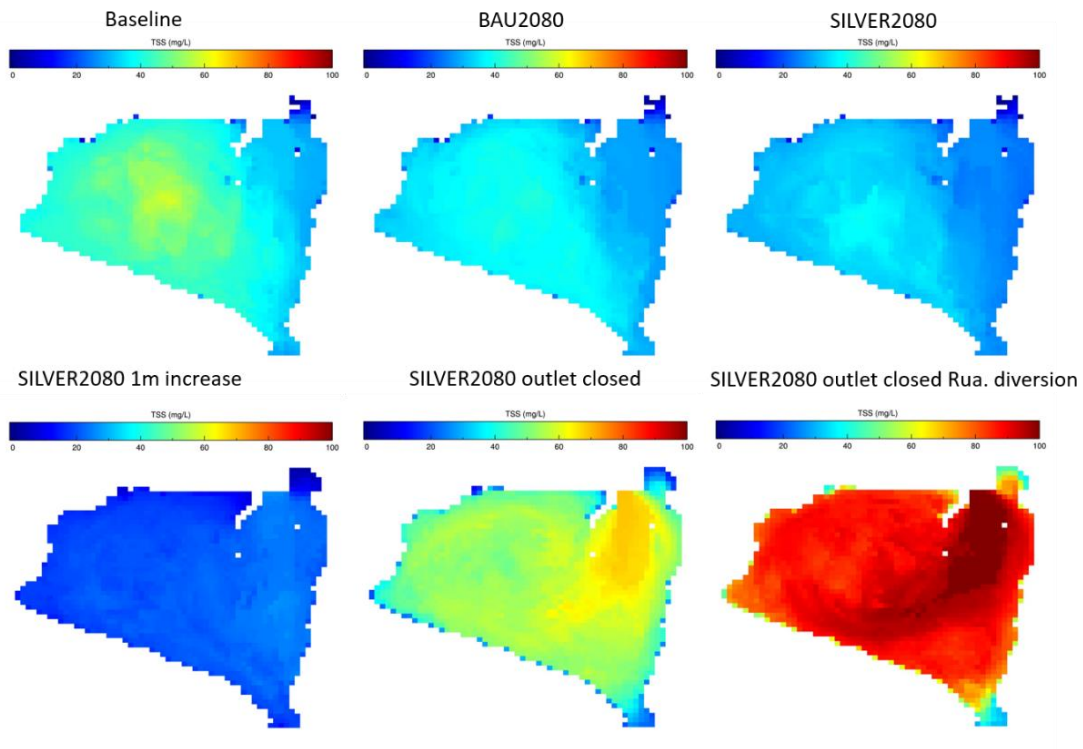 Baseline BAU2080 SILVER2080
TSS (mg/L) TSS (mg/L) TSS (mg/L)
0 20 40 60 80 100 0 20 40 60 80 100 0 20 40 60 80 100
SILVER2080 1m increase SILVER2080 outlet closed SILVER2080 outlet closed Rua. diversion
TSS (mg/L) TSS (mg/L) TSS (mg/L)
0 20 40 60 80 100 0 20 40 60 80 100 0 20 40 60 80 100